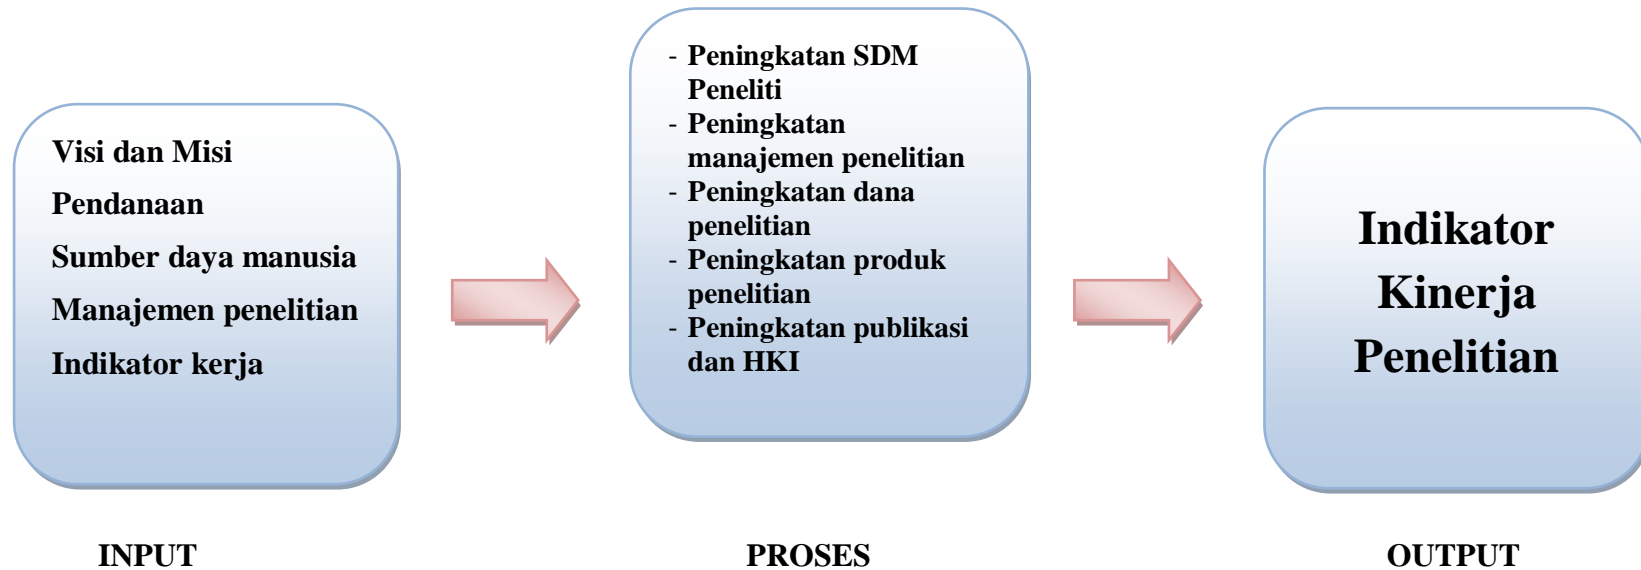 Visi dan Misi
Pendanaan
Sumber daya manusia
Manajemen penelitian
Indikator kerja
INPUT
- Peningkatan SDM
Peneliti
- Peningkatan
manajemen penelitian
- Peningkatan dana
penelitian
- Peningkatan produk
penelitian
- Peningkatan publikasi
dan HKI
PROSES
Indikator
Kinerja
Penelitian
OUTPUT